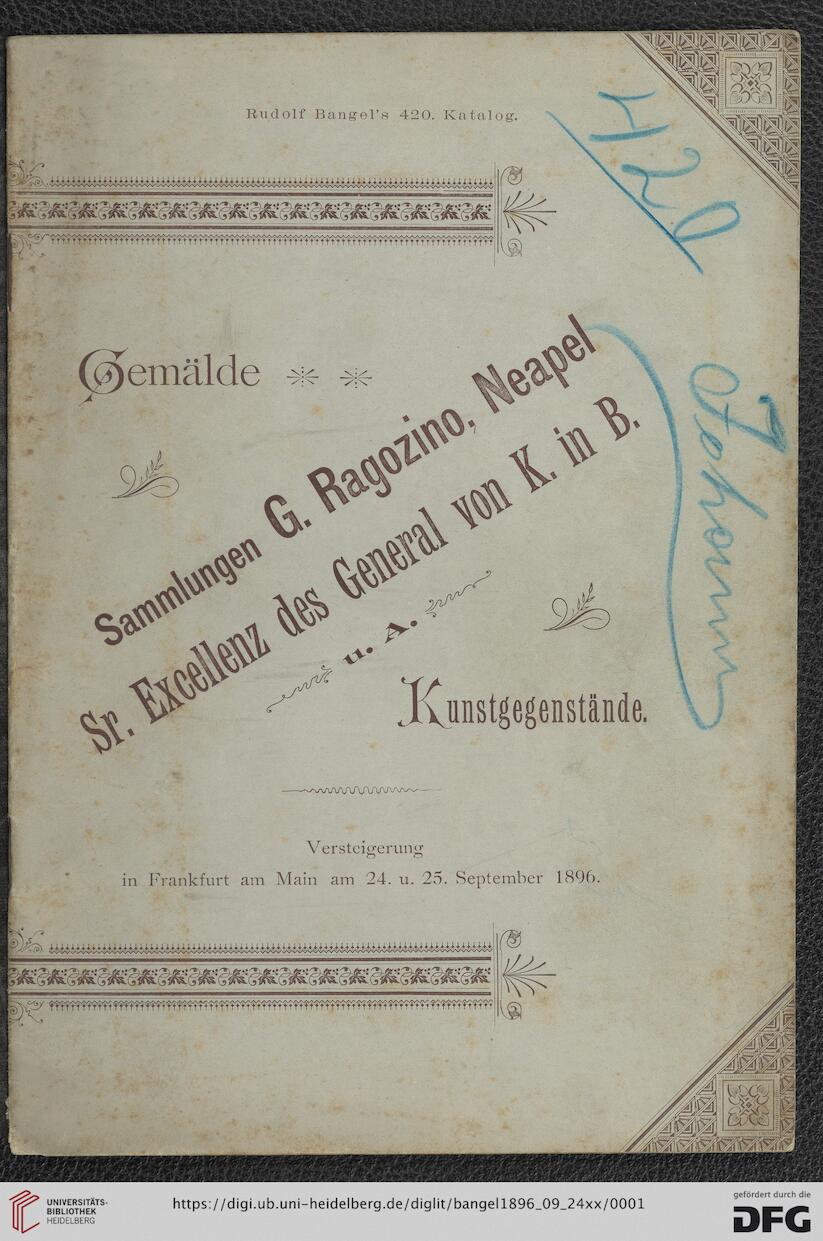 Rudolf Bangel's 420. Katalog.
420
Gemälde
Sammlungen G. Ragozino, Neapel
Sr. Excellenz des General von K. in B.
u. A.
Kunstgegenstände.
Versteigerung
in Frankfurt am Main am 24. u. 25. September 1896.
UNIVERSITÄTS-
BIBLIOTHEK
HEIDELBERG
https://digi.ub.uni-heidelberg.de/diglit/bangel1896_09_24xx/0001
gefördert durch die
DFG